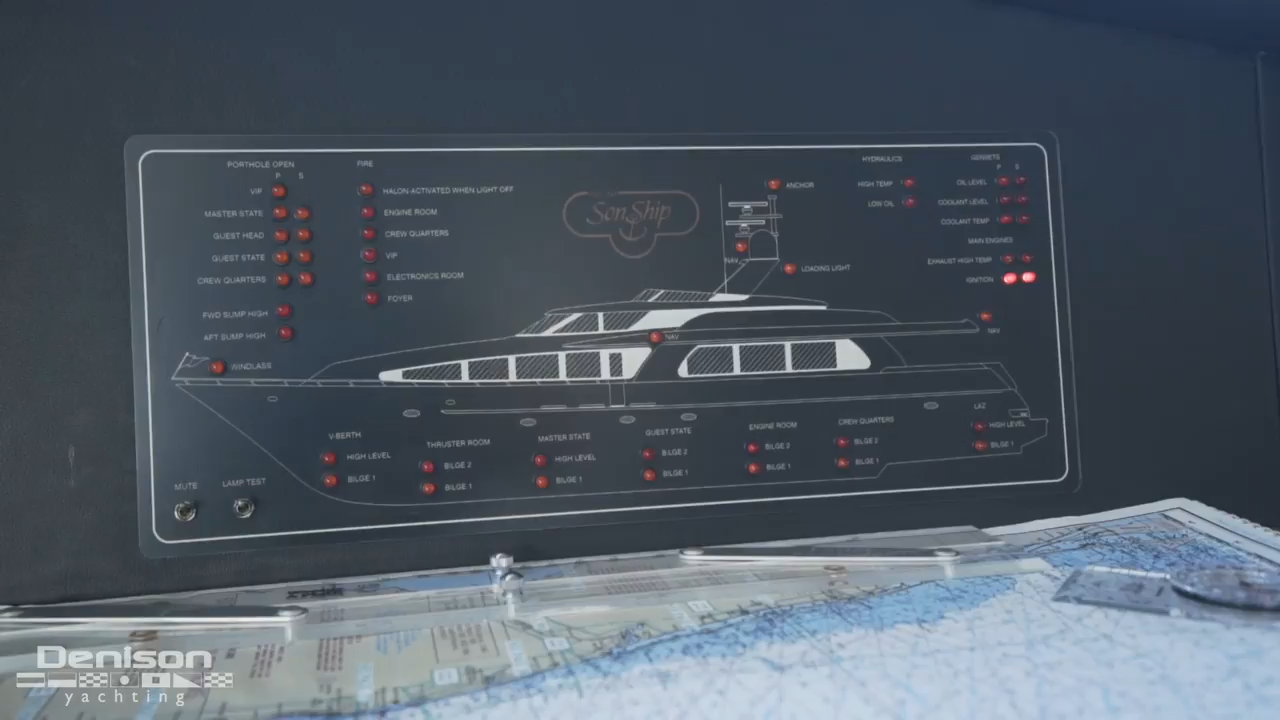 PORTHOLE OPEN
P S
VIP
MASTER STATE
GUEST HEAD
GUEST STATE
CREW QUARTERS
FWD SUMP HIGH
AFT SUMP HIGH
WINDLASS
FIRE
HALON-ACTIVATED WHEN LIGHT OFF
ENGINE ROOM
CREW QUARTERS
VIP
ELECTRONICS ROOM
FOYER
SonShip
ANCHOR
NAV
LOADING LIGHT
NAV
NAV
HYDRAULICS
HIGH TEMP
LOW OIL
GENSETS
P S
OIL LEVEL
COOLANT LEVEL
COOLANT TEMP
MAIN ENGINES
EXHAUST HIGH TEMP
IGNITION
V-BERTH
HIGH LEVEL
BILGE 1
THRUSTER ROOM
BILGE 2
BILGE 1
MASTER STATE
HIGH LEVEL
BILGE 1
GUEST STATE
BILGE 2
BILGE 1
ENGINE ROOM
BILGE 2
BILGE 1
CREW QUARTERS
BILGE 2
BILGE 1
LAZ
HIGH LEVEL
BILGE 1
MUTE
LAMP TEST
Denison
yachting